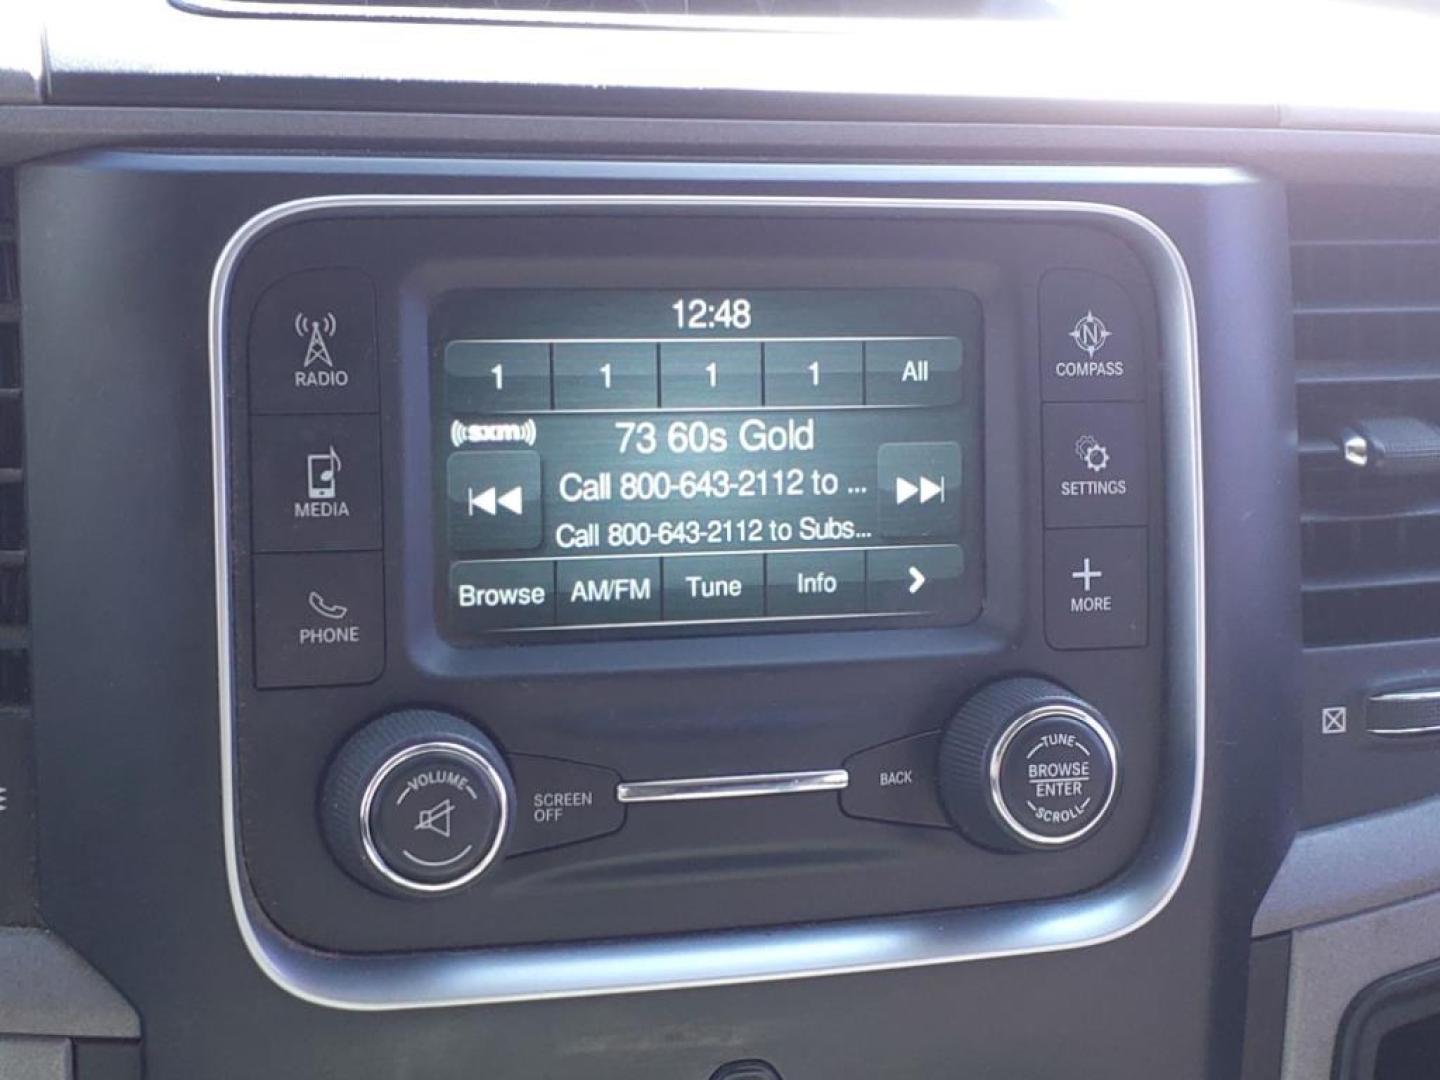 12:48
1 1 1 1 All
sxm 73 60s Gold
Call 800-643-2112 to ...
Call 800-643-2112 to Subs...
Browse AM/FM Tune Info
RADIO
MEDIA
PHONE
N
COMPASS
SETTINGS
MORE
VOLUME
SCREEN
OFF
BACK
TUNE
BROWSE
ENTER
SCROLL